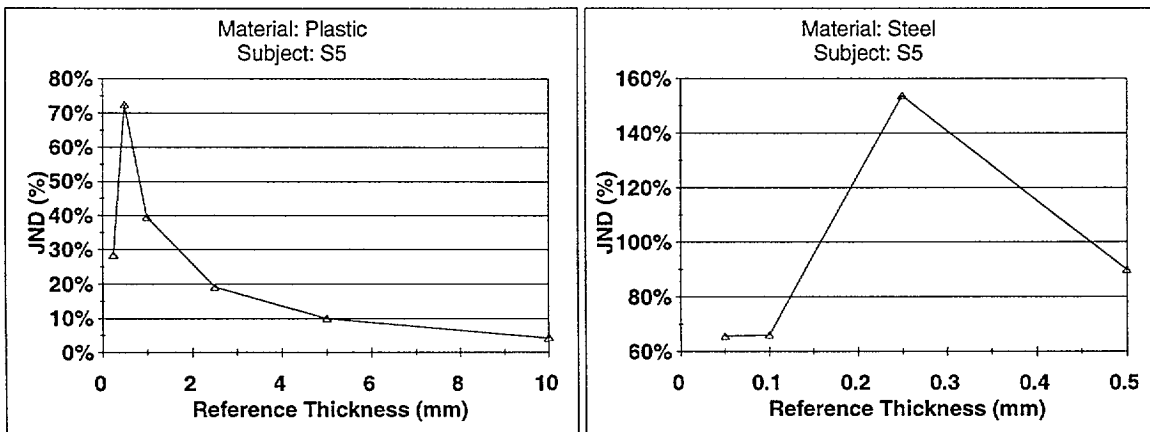 Material: Plastic
Subject: S5
80%
70%
60%
50%
40%
30%
20%
10%
0%
JND (%)
0 2 4 6 8 10
Reference Thickness (mm)
Material: Steel
Subject: S5
160%
140%
120%
100%
80%
60%
JND (%)
0 0.1 0.2 0.3 0.4 0.5
Reference Thickness (mm)